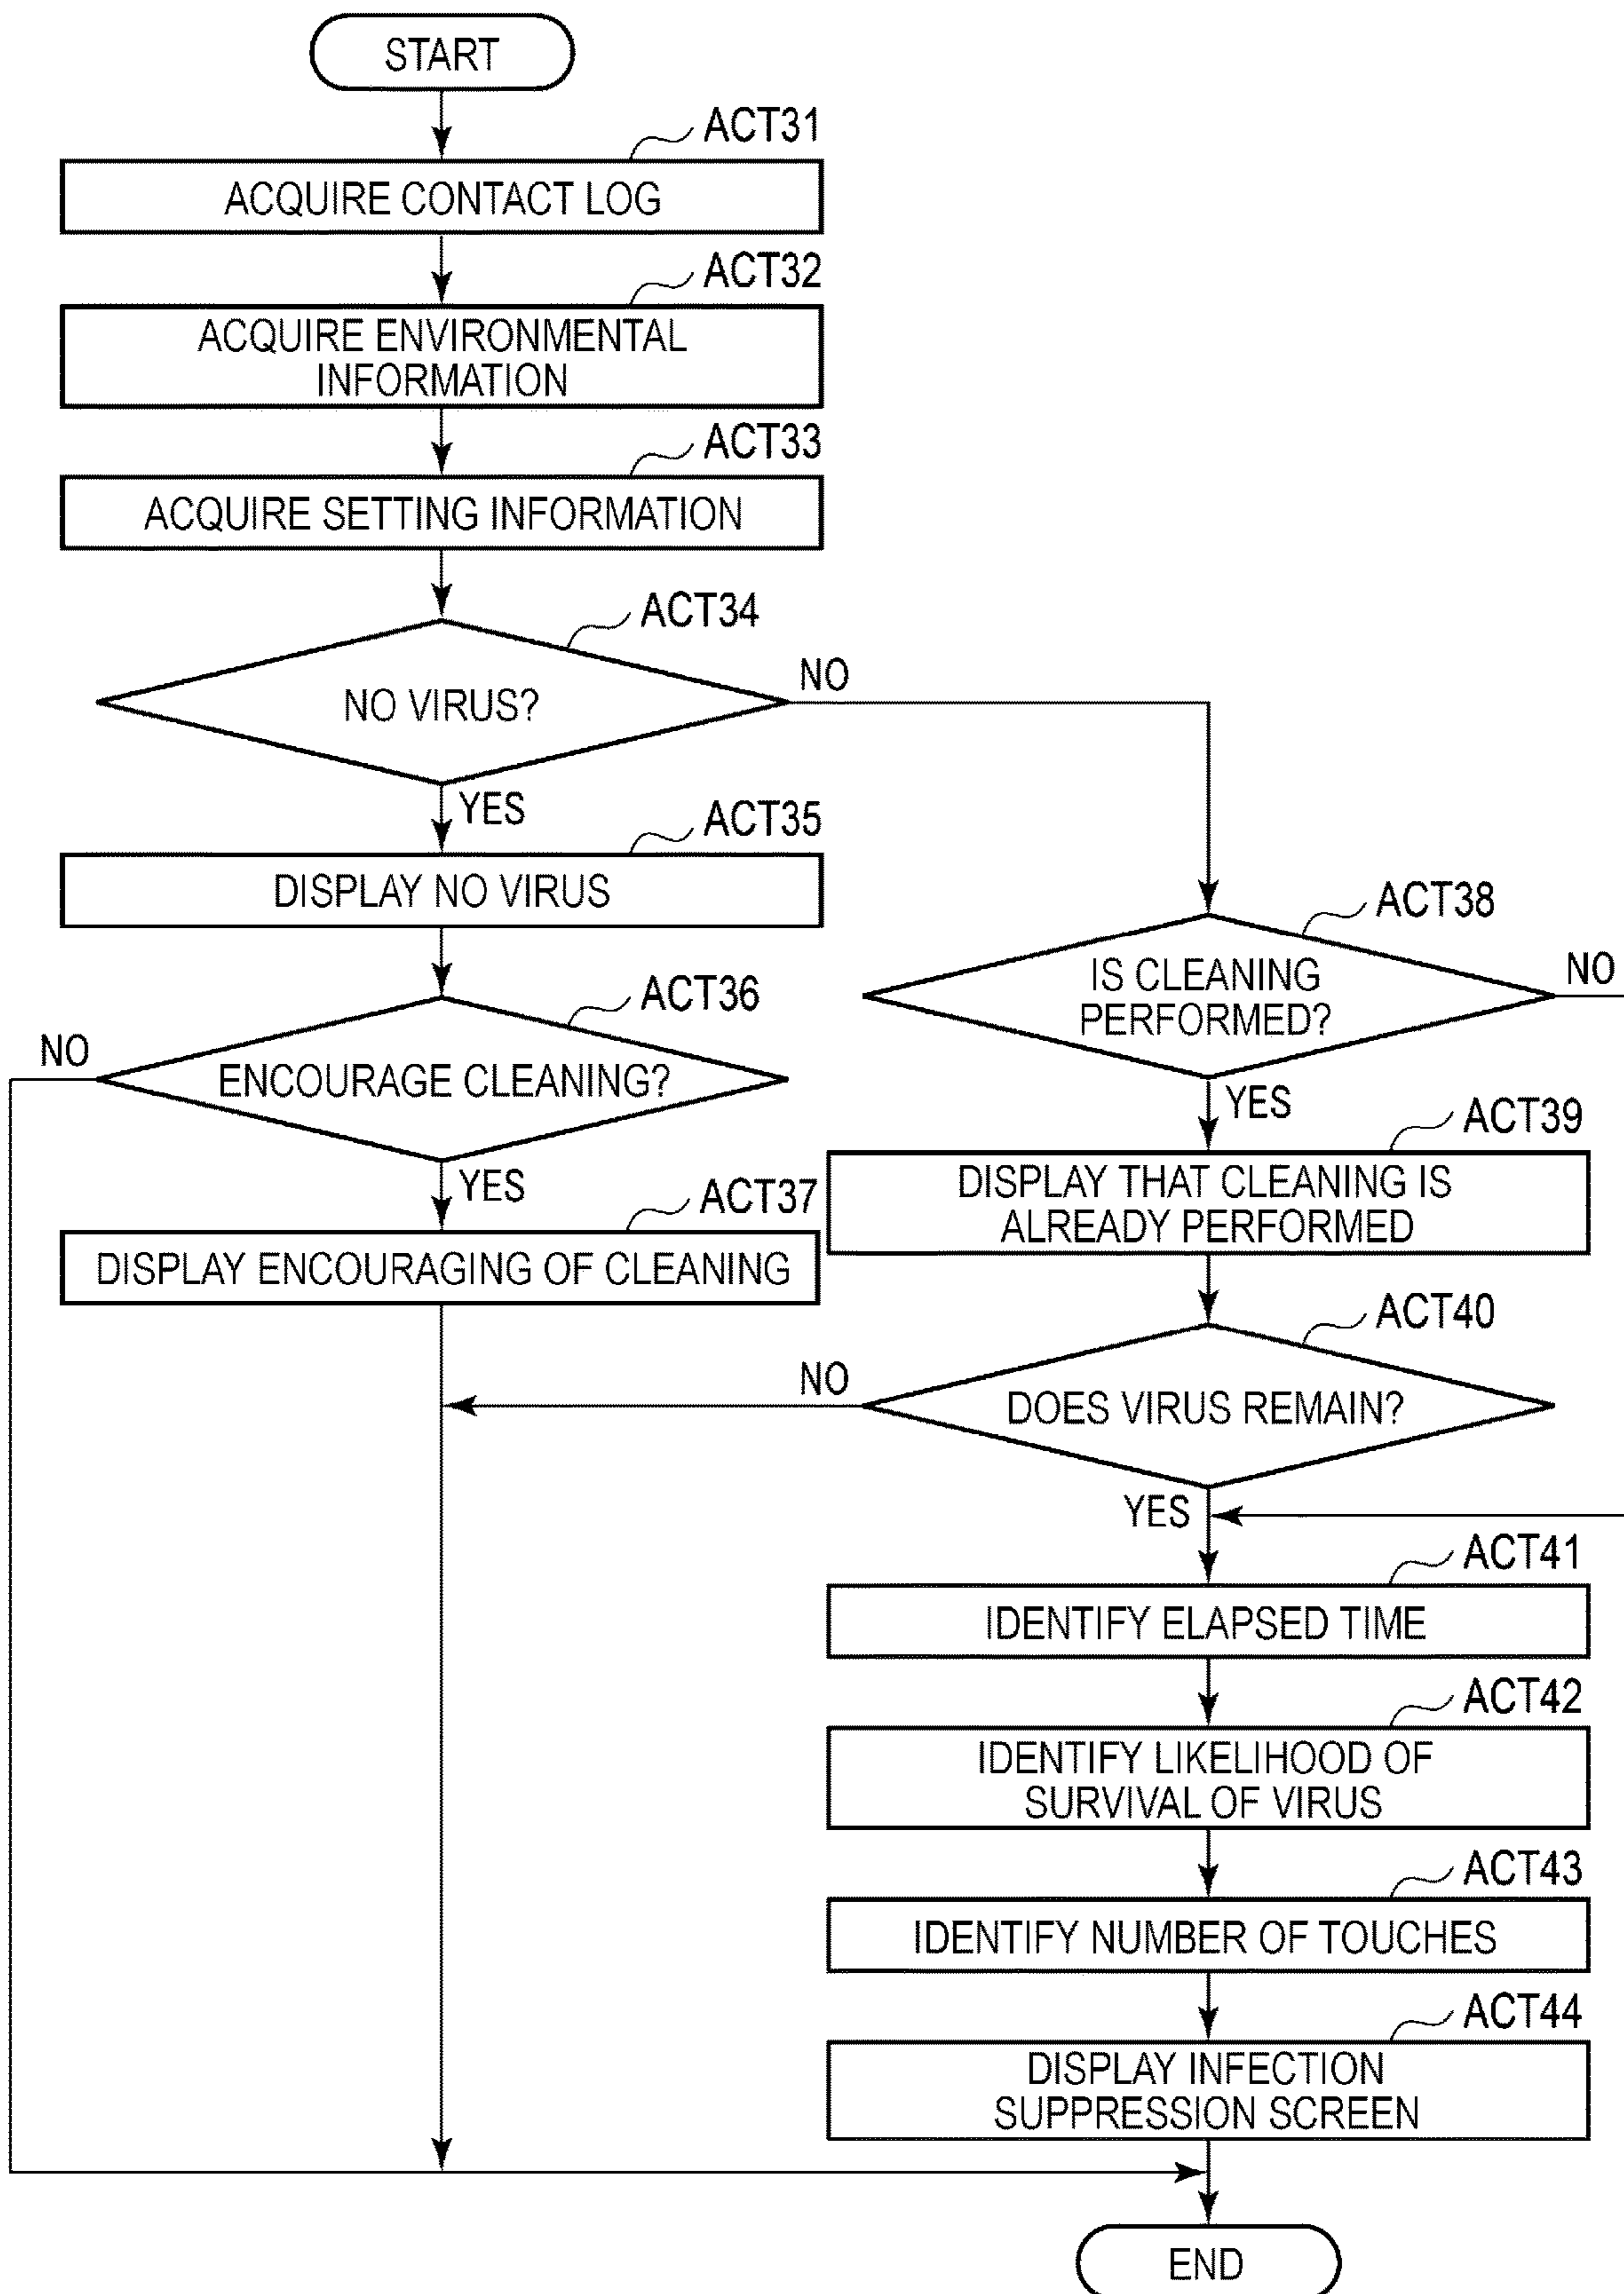 START
ACT31
ACQUIRE CONTACT LOG
ACT32
ACQUIRE ENVIRONMENTAL
INFORMATION
ACT33
ACQUIRE SETTING INFORMATION
ACT34
NO VIRUS?
NO
YES
ACT35
DISPLAY NO VIRUS
ACT36
ENCOURAGE CLEANING?
NO
YES
ACT37
DISPLAY ENCOURAGING OF CLEANING
ACT38
IS CLEANING
PERFORMED?
NO
YES
ACT39
DISPLAY THAT CLEANING IS
ALREADY PERFORMED
ACT40
DOES VIRUS REMAIN?
NO
YES
ACT41
IDENTIFY ELAPSED TIME
ACT42
IDENTIFY LIKELIHOOD OF
SURVIVAL OF VIRUS
ACT43
IDENTIFY NUMBER OF TOUCHES
ACT44
DISPLAY INFECTION
SUPPRESSION SCREEN
END